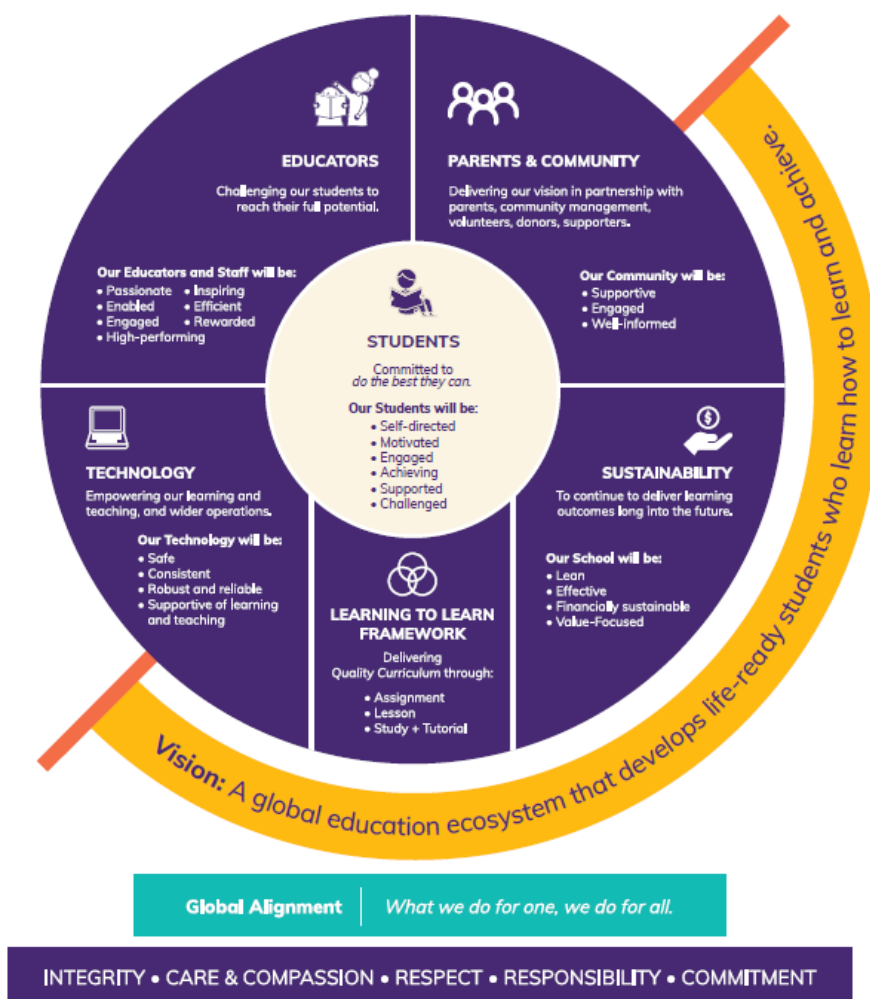 EDUCATORS
Challenging our students to
reach their full potential.
Our Educators and Staff will be:
• Passionate • Inspiring
• Enabled • Efficient
• Engaged • Rewarded
• High-performing
PARENTS & COMMUNITY
Delivering our vision in partnership with
parents, community management,
volunteers, donors, supporters.
Our Community will be:
• Supportive
• Engaged
• Well-informed
STUDENTS
Committed to
do the best they can.
Our Students will be:
• Self-directed
• Motivated
• Engaged
• Achieving
• Supported
• Challenged
TECHNOLOGY
Empowering our learning and
teaching, and wider operations.
Our Technology will be:
• Safe
• Consistent
• Robust and reliable
• Supportive of learning
and teaching
LEARNING TO LEARN
FRAMEWORK
Delivering
Quality Curriculum through:
• Assignment
• Lesson
• Study + Tutorial
$
SUSTAINABILITY
To continue to deliver learning
outcomes long into the future.
Our School will be:
• Lean
• Effective
• Financially sustainable
• Value-Focused
Vision: A global education ecosystem that develops life-ready students who learn how to learn and achieve.
Global Alignment | What we do for one, we do for all.
INTEGRITY • CARE & COMPASSION • RESPECT • RESPONSIBILITY • COMMITMENT